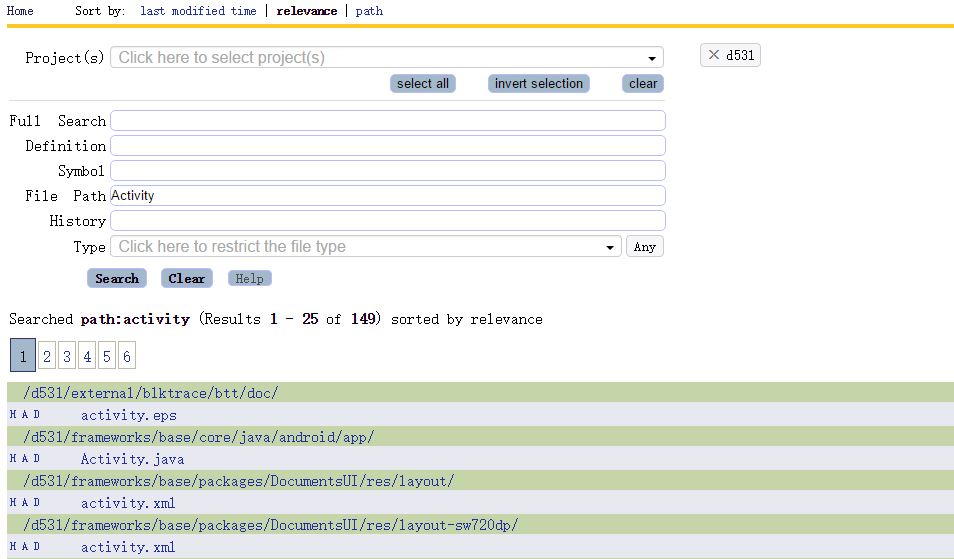 Home Sort by: last modified time | relevance | path
Project(s) Click here to select project(s) × d531
select all invert selection clear
Full Search
Definition
Symbol
File Path Activity
History
Type Click here to restrict the file type Any
Search Clear Help
Searched path:activity (Results 1 - 25 of 149) sorted by relevance
1 2 3 4 5 6
/d531/external/blktrace/btt/doc/
H A D activity.eps
/d531/frameworks/base/core/java/android/app/
H A D Activity.java
/d531/frameworks/base/packages/DocumentsUI/res/layout/
H A D activity.xml
/d531/frameworks/base/packages/DocumentsUI/res/layout-sw720dp/
H A D activity.xml